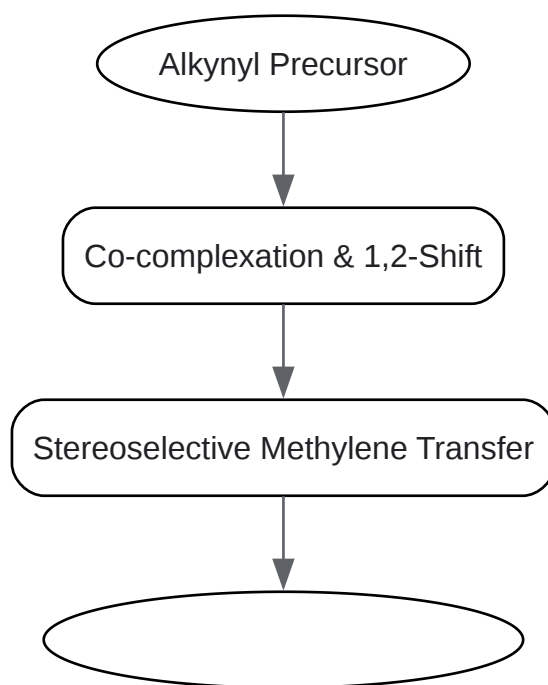 Alkynyl Precursor
Co-complexation & 1,2-Shift
Stereoselective Methylene Transfer